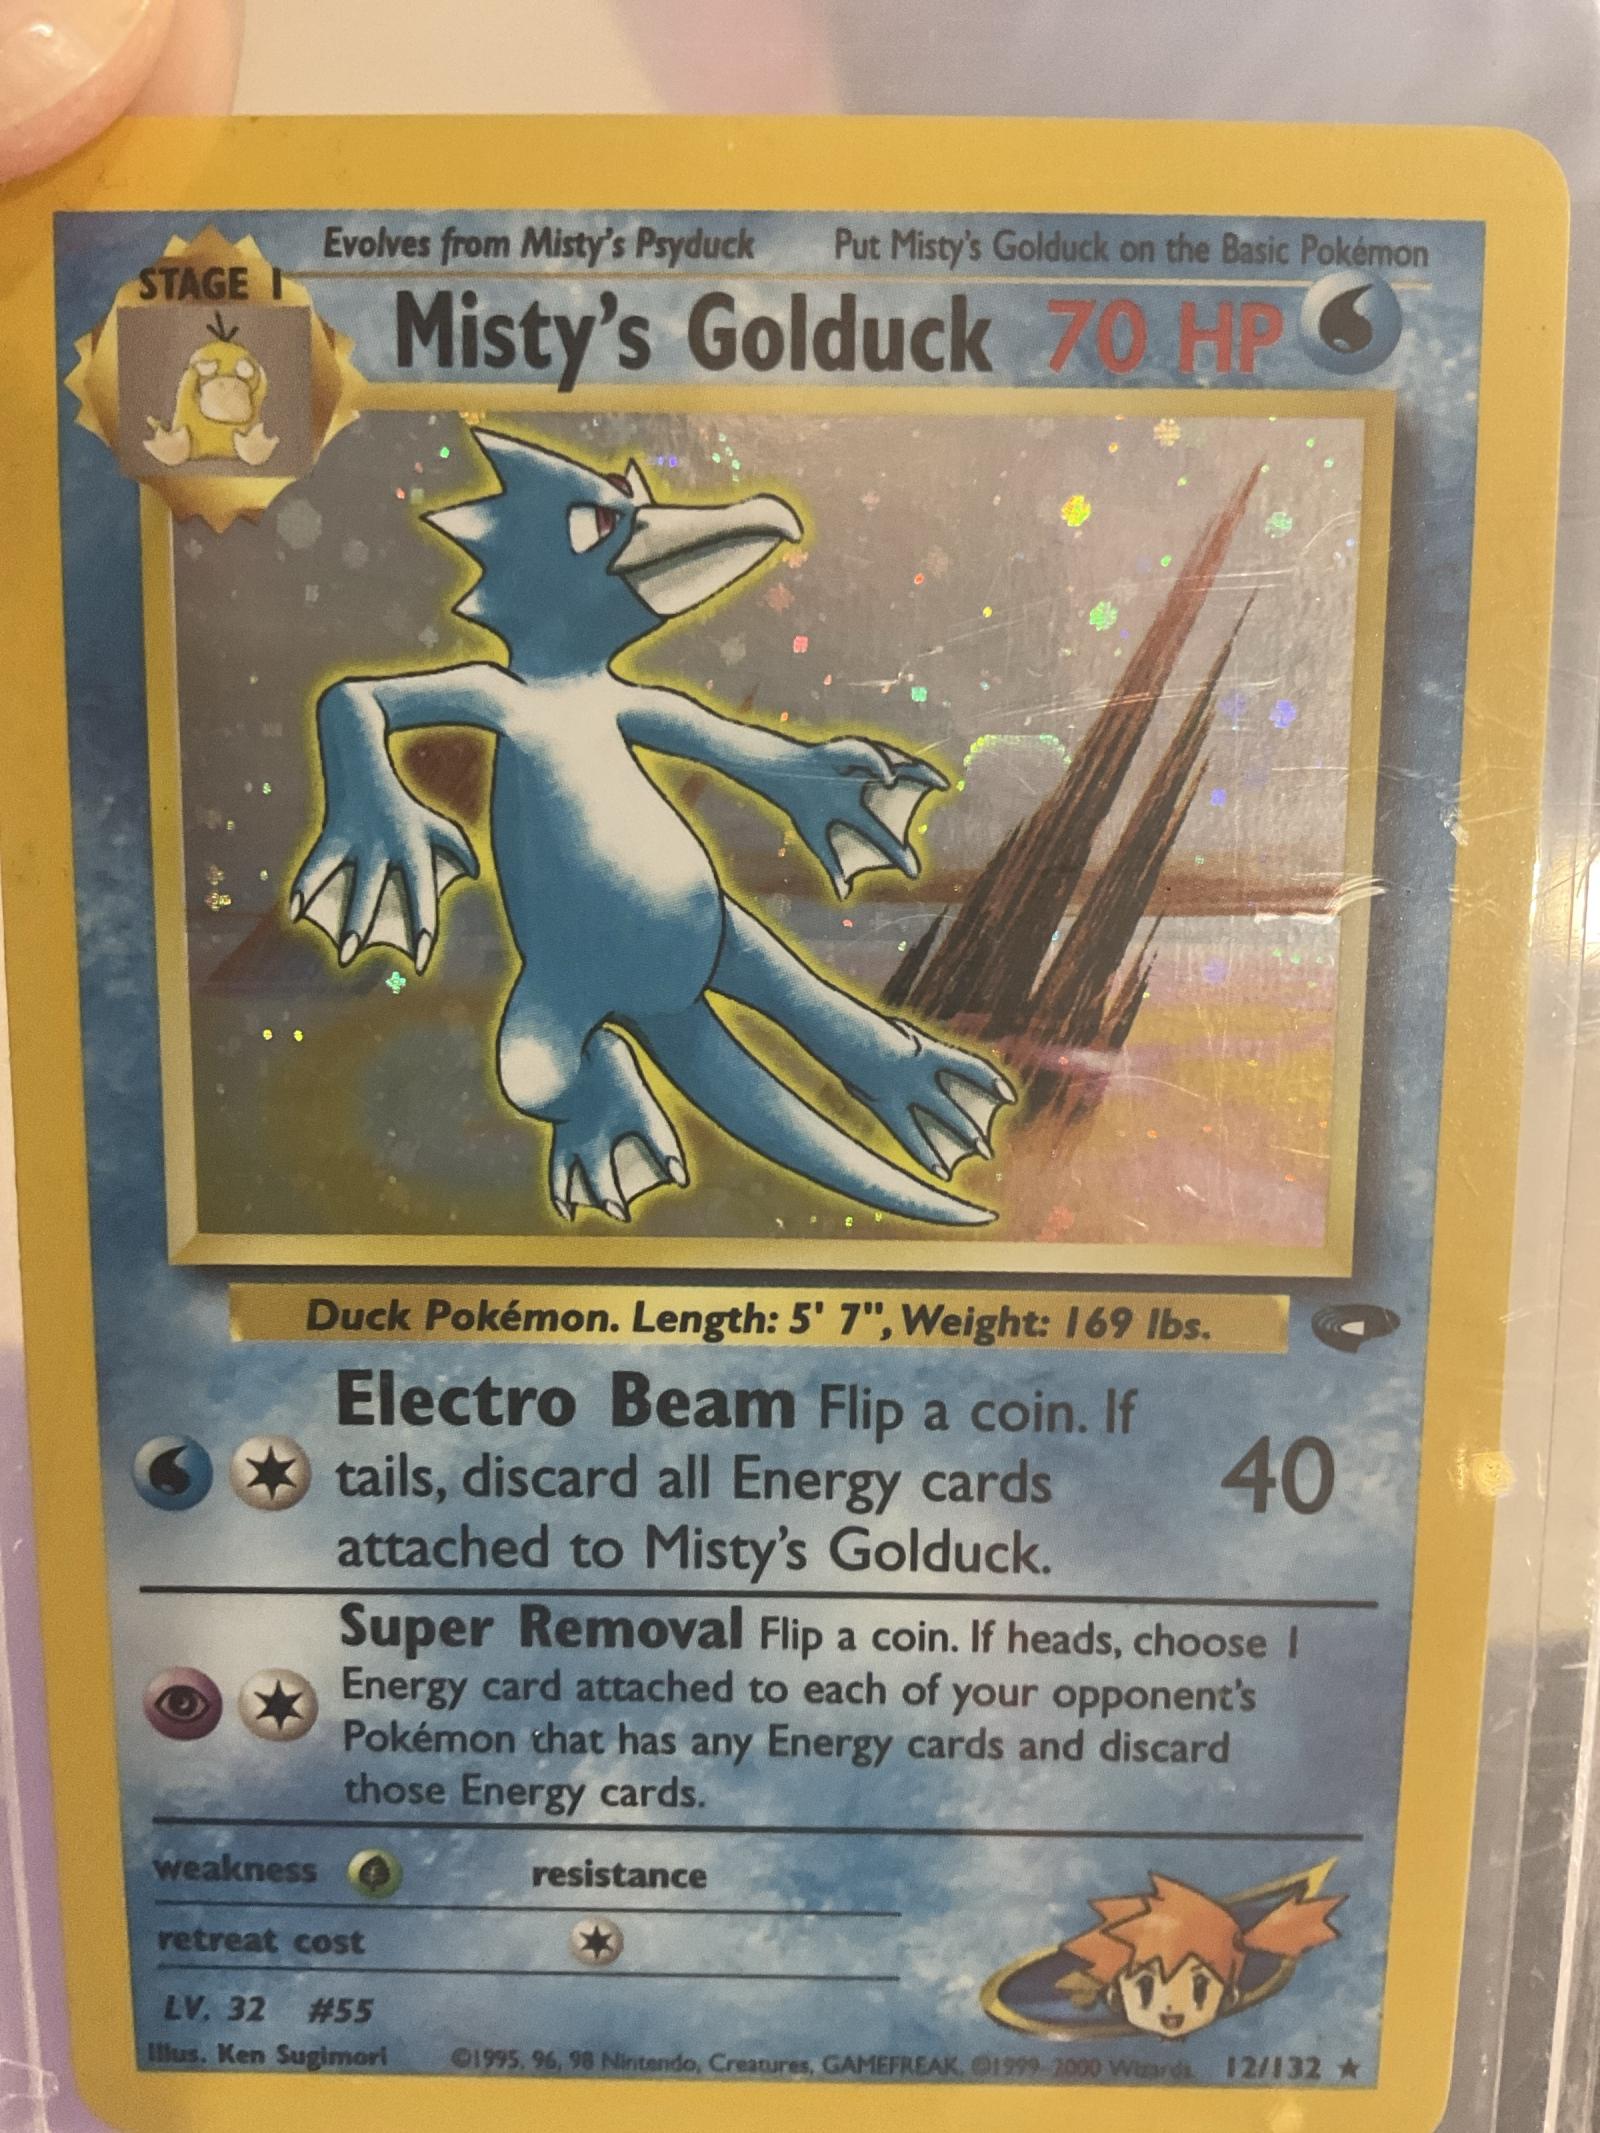 Evolves from Misty's Psyduck Put Misty's Golduck on the Basic Pokémon
STAGE 1
Misty's Golduck 70 HP
Duck Pokémon. Length: 5' 7", Weight: 169 lbs.
Electro Beam Flip a coin. If
tails, discard all Energy cards
attached to Misty's Golduck.
40
Super Removal Flip a coin. If heads, choose 1
Energy card attached to each of your opponent's
Pokémon that has any Energy cards and discard
those Energy cards.
weakness resistance
retreat cost
LV. 32 #55
Illus. Ken Sugimori ©1995, 96, 98 Nintendo, Creatures, GAMEFREAK. ©1999-2000 Wizards. 12/132 ★